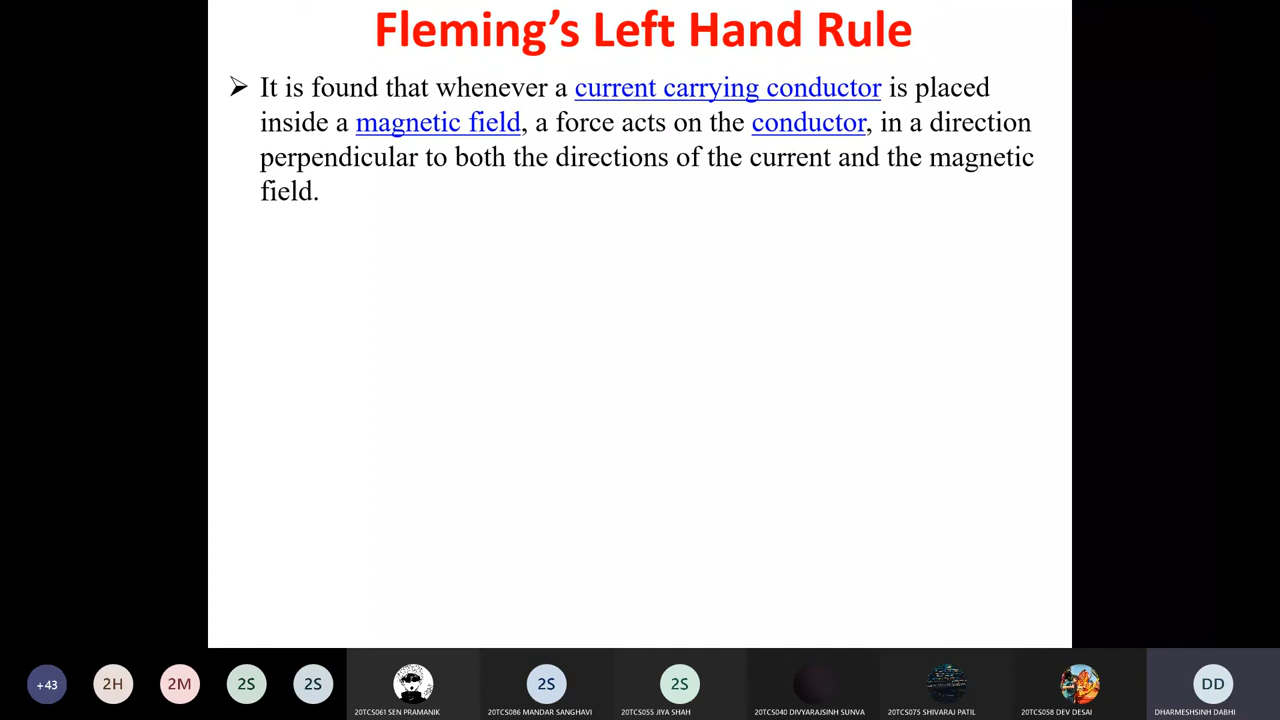 Fleming's Left Hand Rule
➢ It is found that whenever a current carrying conductor is placed
inside a magnetic field, a force acts on the conductor, in a direction
perpendicular to both the directions of the current and the magnetic
field.
+43 2H 2M 2S 2S 2S 2S DD
20TCS061 SEN PRAMANIK 20TCS086 MANDAR SANGHAVI 20TCS055 JIYA SHAH 20TCS040 DIVYARAJSINH SUNVA 20TCS075 SHIVARAJ PATIL 20TCS058 DEV DESAI DHARMESHSINH DABHI